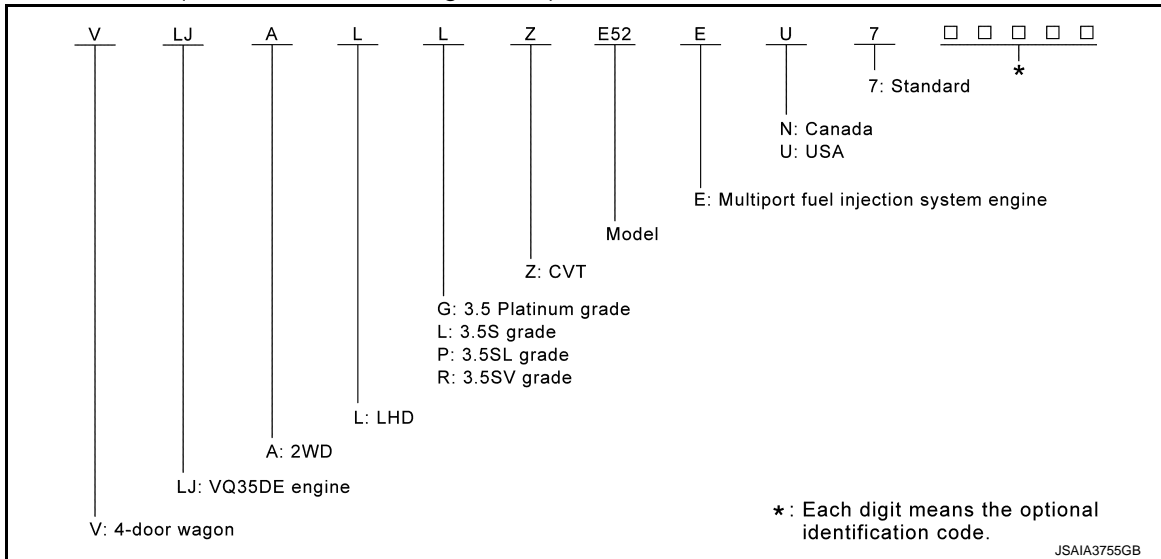 V LJ A L L Z E52 E U 7 □ □ □ □ □
*
7: Standard
N: Canada
U: USA
E: Multiport fuel injection system engine
Model
Z: CVT
G: 3.5 Platinum grade
L: 3.5S grade
P: 3.5SL grade
R: 3.5SV grade
L: LHD
A: 2WD
LJ: VQ35DE engine
V: 4-door wagon
*: Each digit means the optional
identification code.
JSAIA3755GB